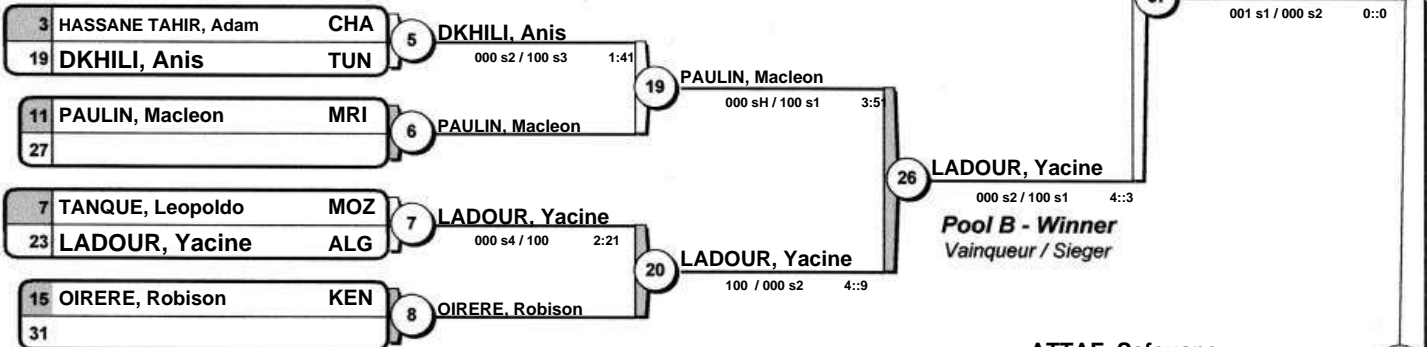 37
001 s1 / 000 s2 0::0
3 HASSANE TAHIR, Adam CHA
19 DKHILI, Anis TUN
5
DKHILI, Anis
000 s2 / 100 s3 1:41
11 PAULIN, Macleon MRI
27
6
PAULIN, Macleon
19
PAULIN, Macleon
000 sH / 100 s1 3:51
7 TANQUE, Leopoldo MOZ
23 LADOUR, Yacine ALG
7
LADOUR, Yacine
000 s4 / 100 2:21
15 OIRERE, Robison KEN
31
8
OIRERE, Robison
20
LADOUR, Yacine
100 / 000 s2 4::9
26
LADOUR, Yacine
000 s2 / 100 s1 4::3
Pool B - Winner
Vainqueur / Sieger